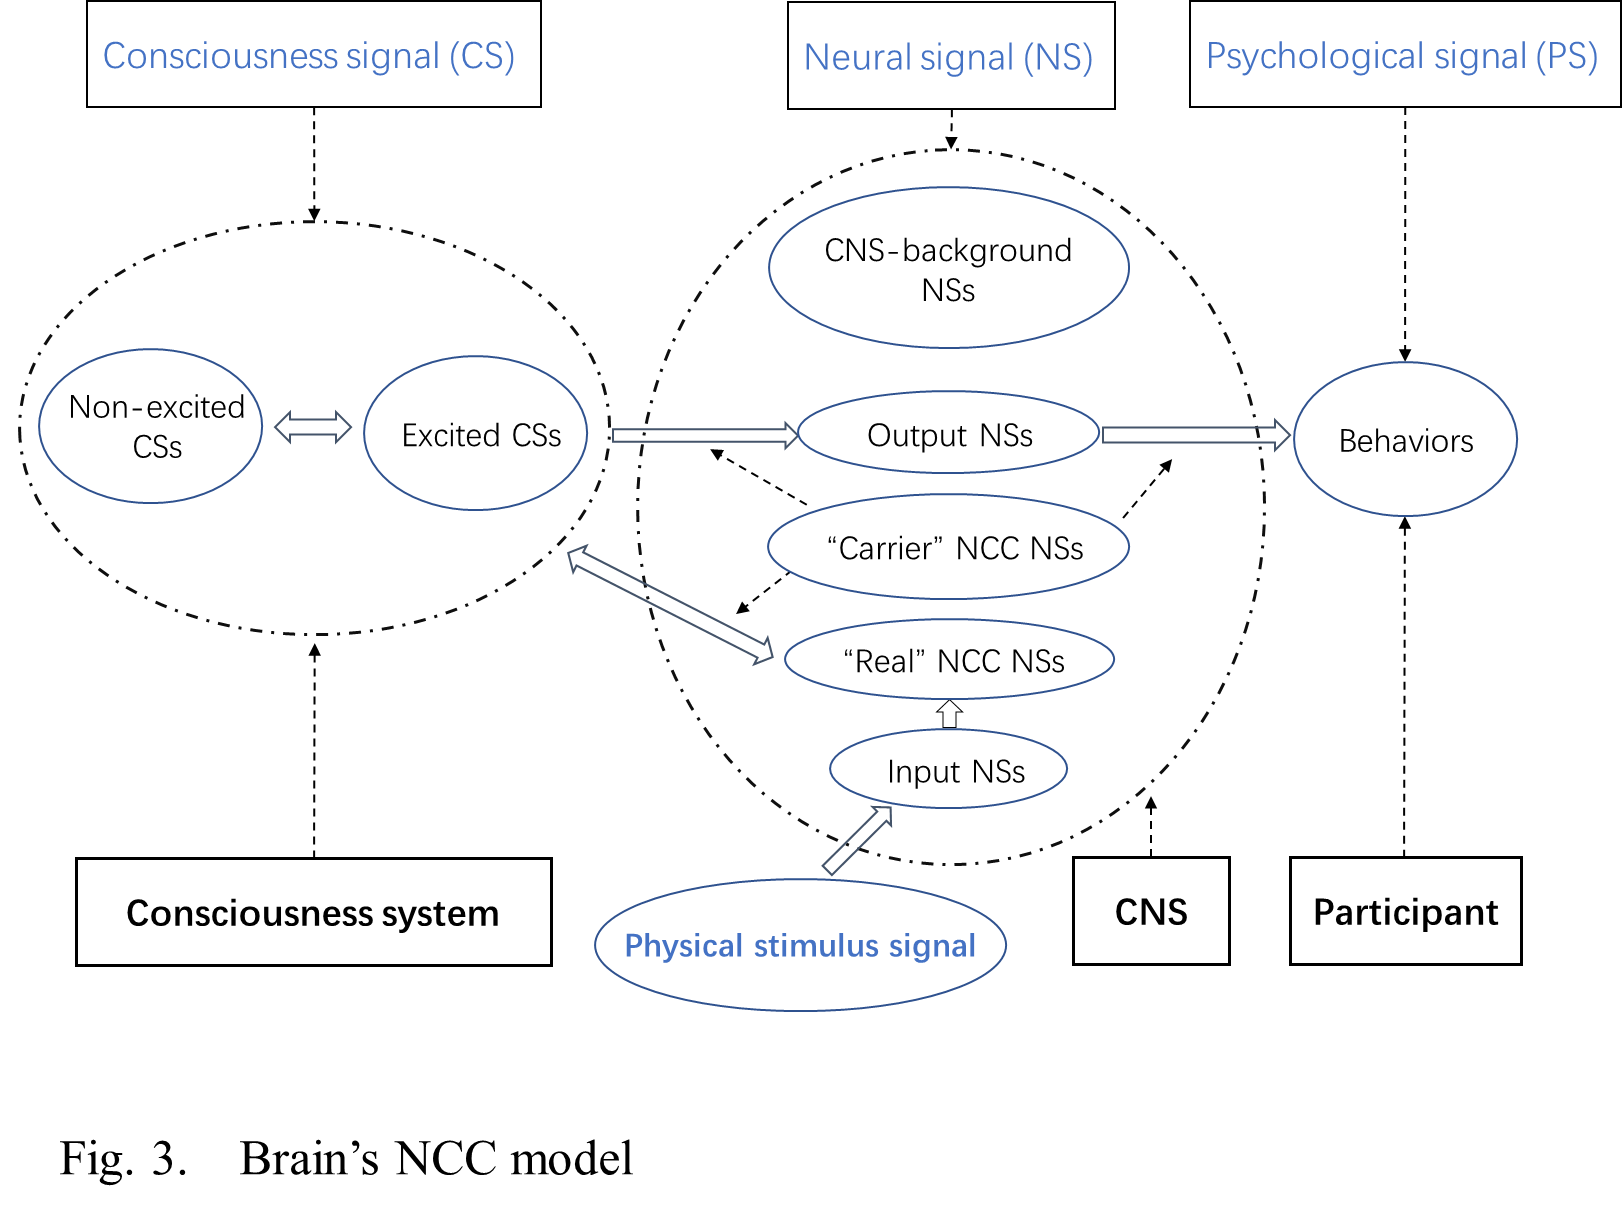 Consciousness signal (CS)
Neural signal (NS)
Psychological signal (PS)
CNS-background
NSs
Non-excited
CSs
Excited CSs
Output NSs
Behaviors
“Carrier” NCC NSs
“Real” NCC NSs
Input NSs
Consciousness system
Physical stimulus signal
CNS
Participant
Fig. 3. Brain’s NCC model